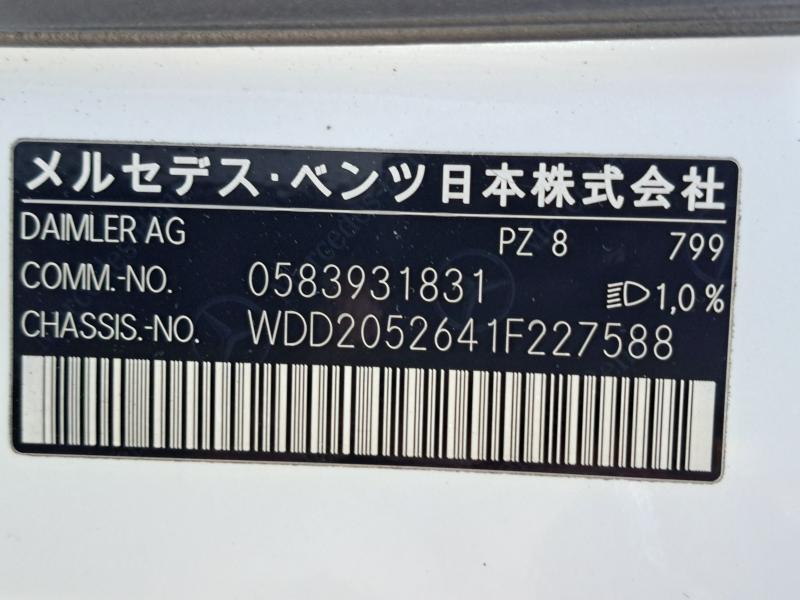 メルセデス・ベンツ日本株式会社
DAIMLER AG PZ 8 799
COMM.-NO. 0583931831 1,0 %
CHASSIS.-NO. WDD2052641F227588